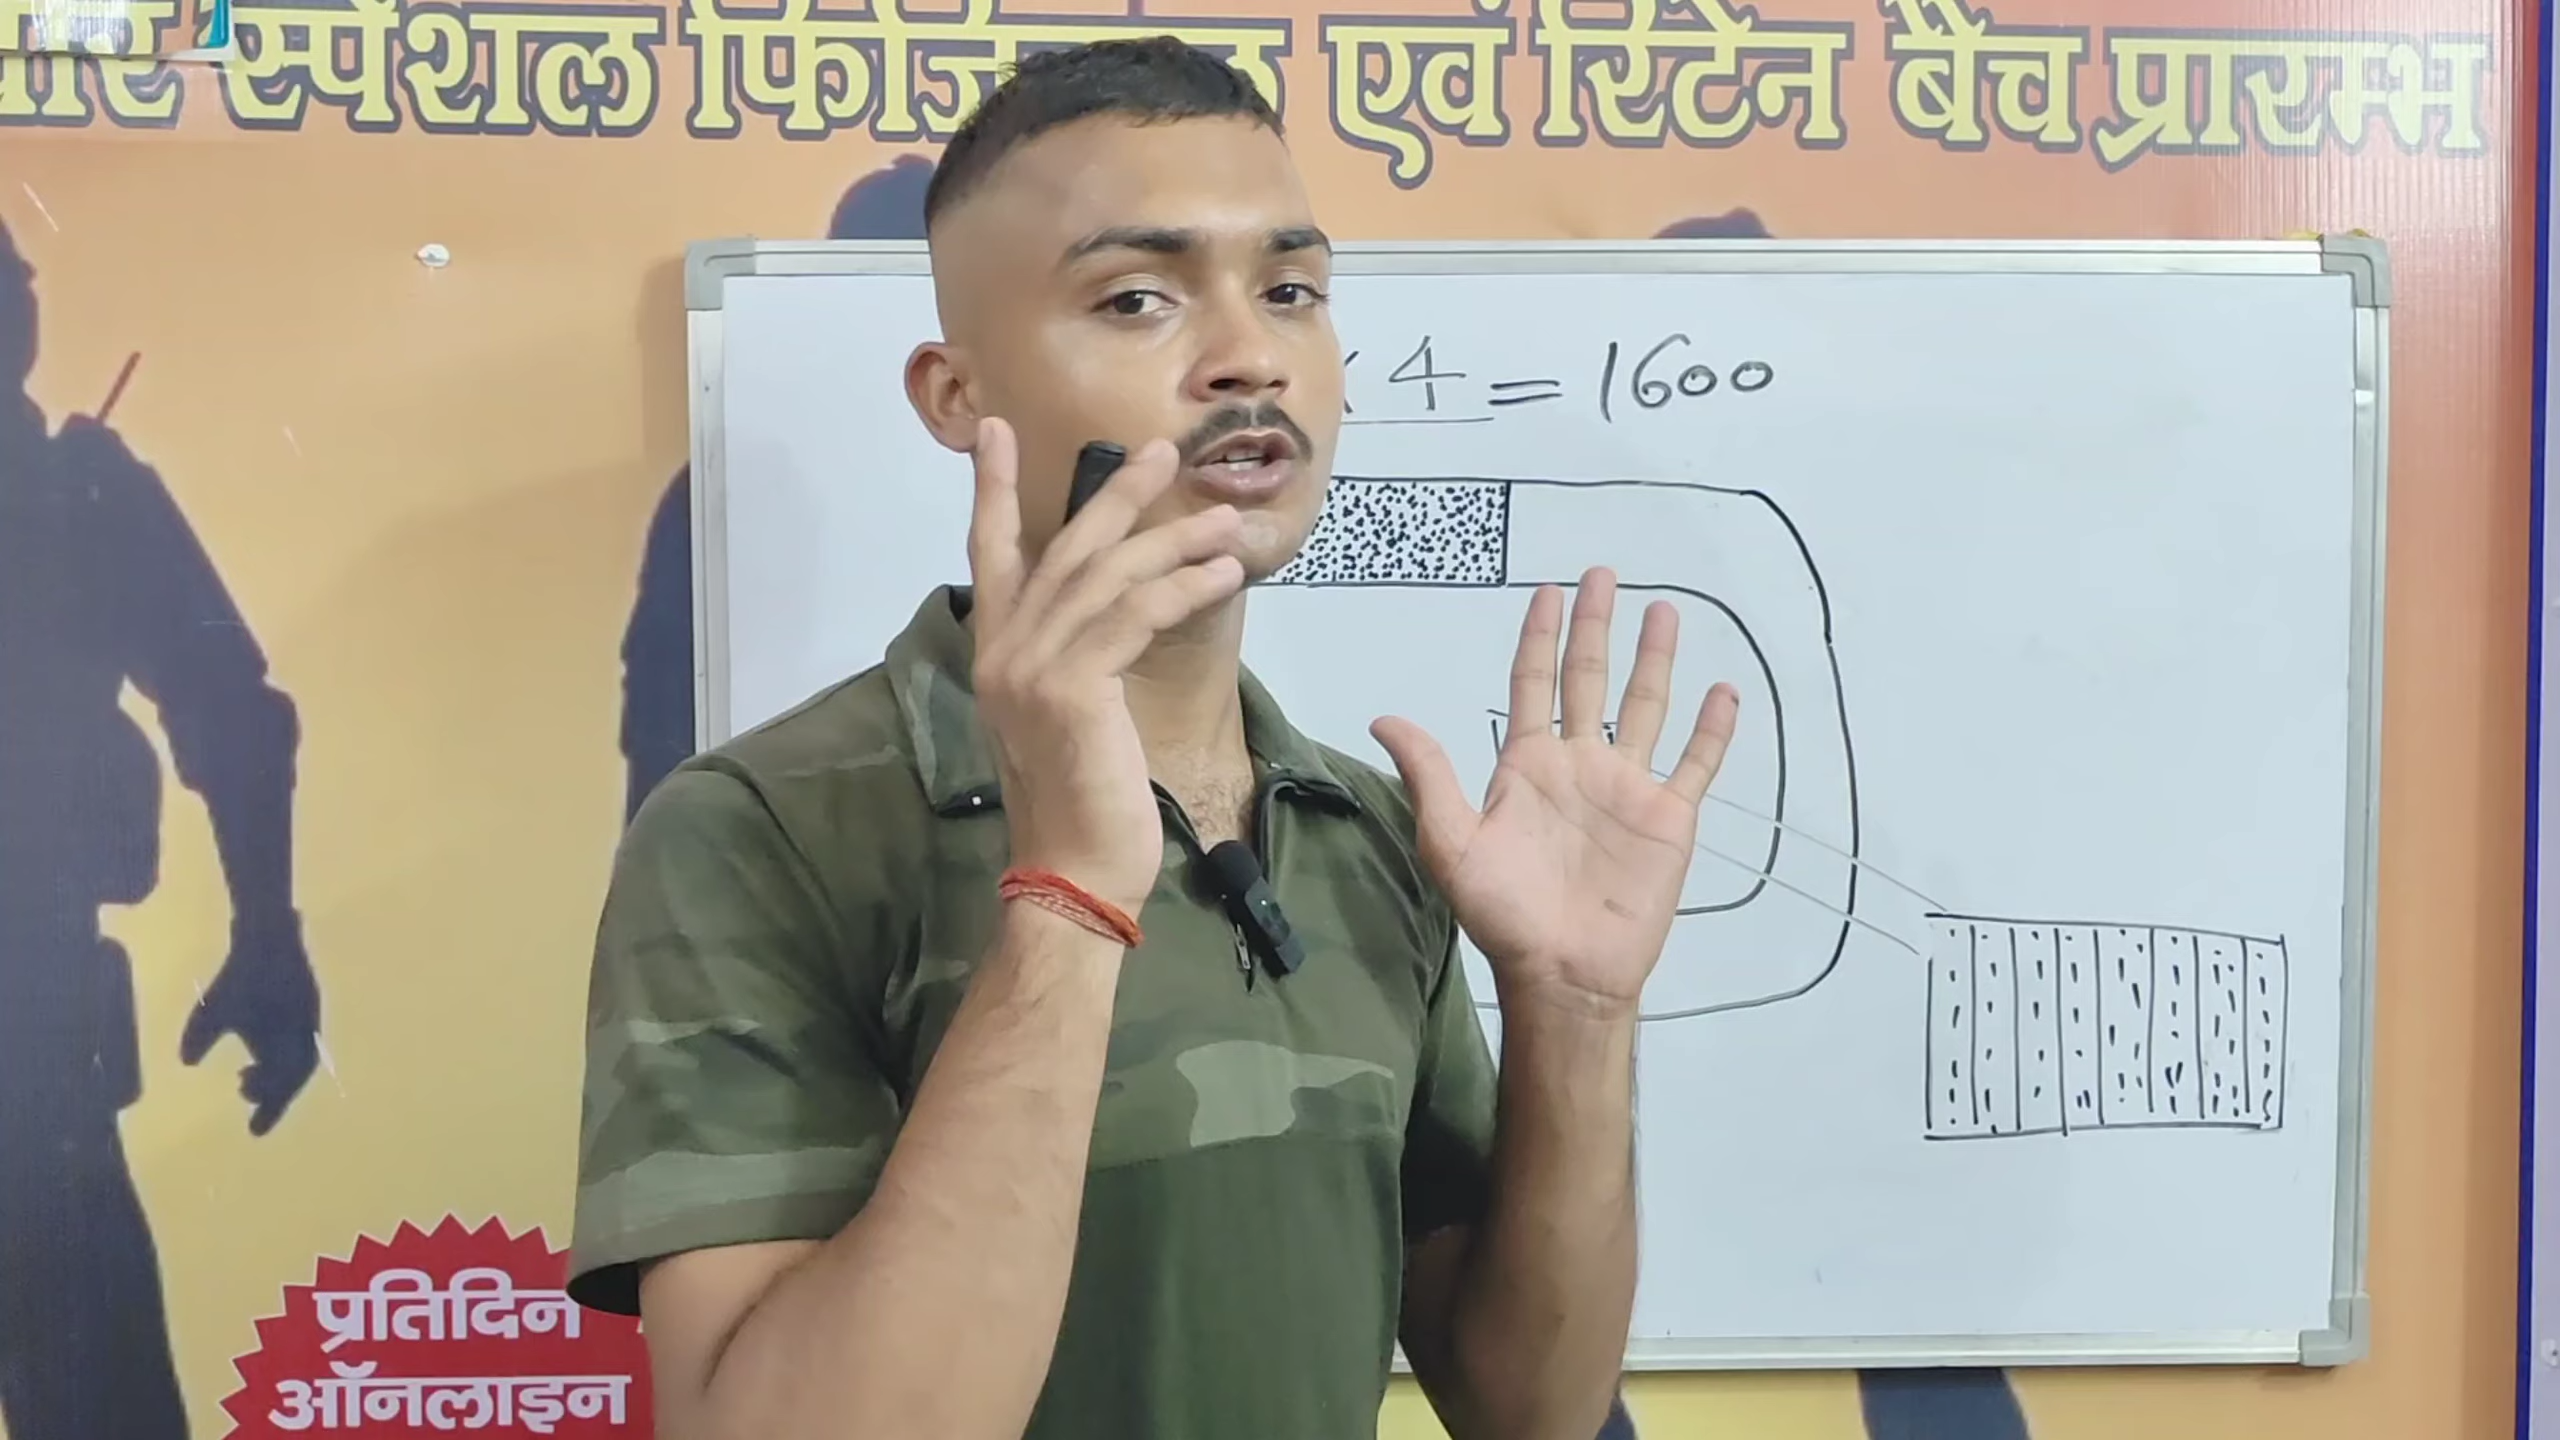 स्पेशल एवं रिटेन बैच प्रारम्भ
4 = 1600
प्रतिदिन
ऑनलाइन